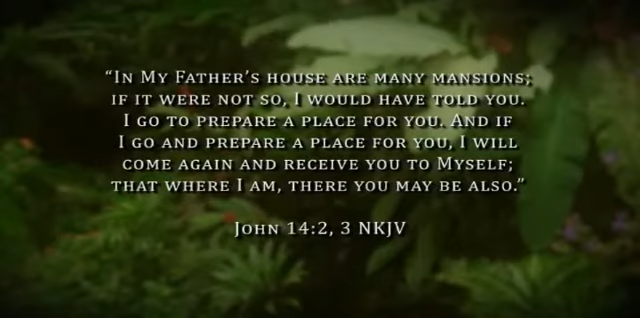 “In My Father’s house are many mansions;
if it were not so, I would have told you.
I go to prepare a place for you. And if
I go and prepare a place for you, I will
come again and receive you to Myself;
that where I am, there you may be also.”
John 14:2, 3 NKJV